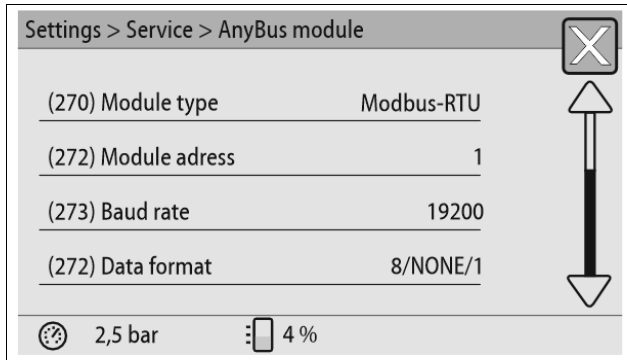 Settings > Service > AnyBus module
(270) Module type Modbus-RTU
(272) Module adress 1
(273) Baud rate 19200
(272) Data format 8/NONE/1
2,5 bar 4 %